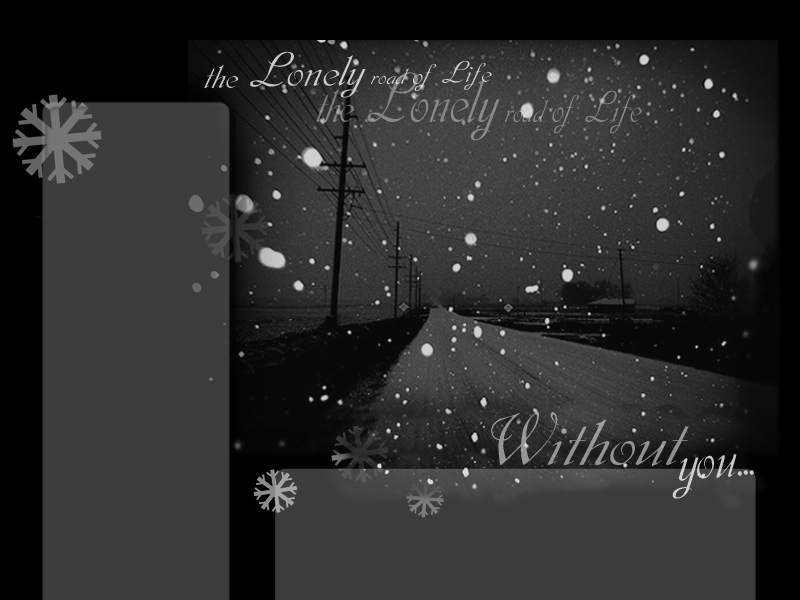 the Lonely road of Life
the Lonely road of Life
Without
you...